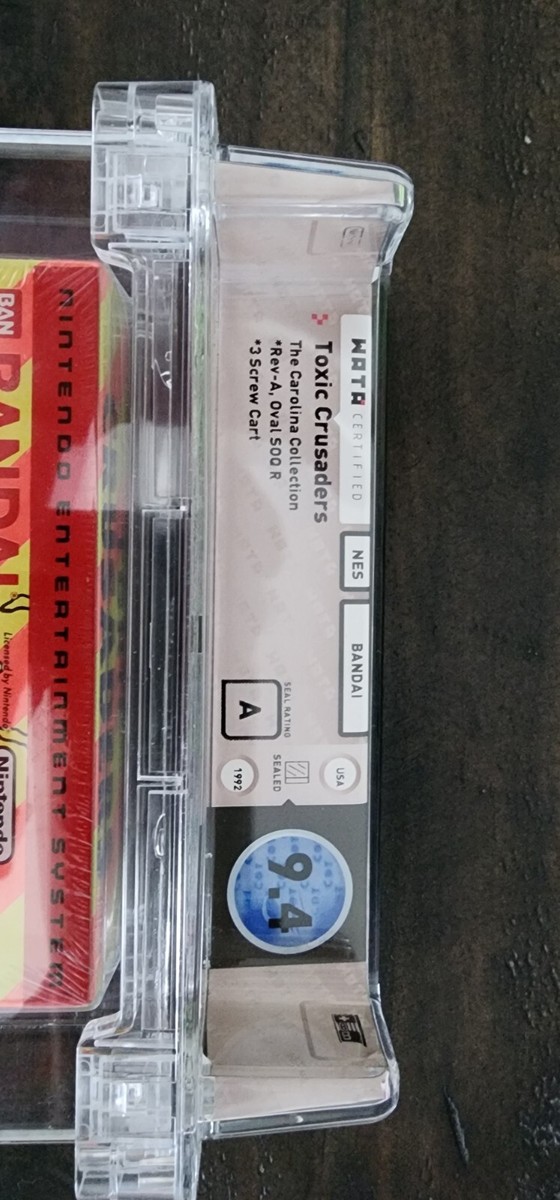 WATA CERTIFIED
NES
BANDAI
Toxic Crusaders
The Carolina Collection
*Rev-A, Oval SOQ R
*3 Screw Cart
SEAL RATING
A
USA
SEALED
1992
9.4
NINTENDO ENTERTAINMENT SYSTEM
BAN
BANDAI
Licensed by Nintendo
Nintendo